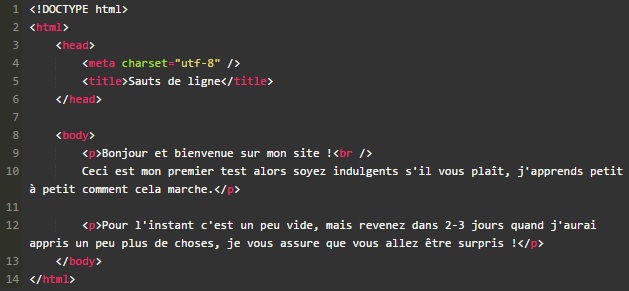 1 <!DOCTYPE html>
2 <html>
3     <head>
4         <meta charset="utf-8" />
5         <title>Sauts de ligne</title>
6     </head>
7
8     <body>
9         <p>Bonjour et bienvenue sur mon site !<br />
10         Ceci est mon premier test alors soyez indulgents s'il vous plaît, j'apprends petit
à petit comment cela marche.</p>
11
12         <p>Pour l'instant c'est un peu vide, mais revenez dans 2-3 jours quand j'aurai
appris un peu plus de choses, je vous assure que vous allez être surpris !</p>
13     </body>
14 </html>